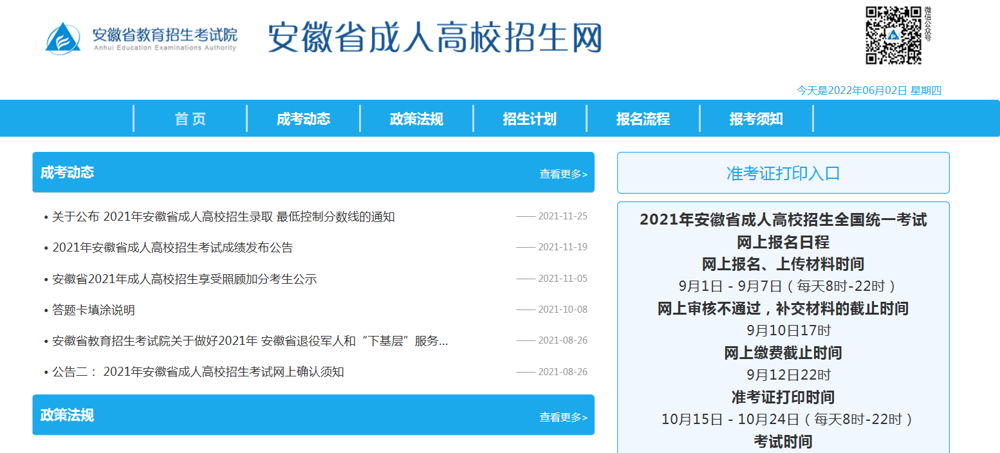 安徽省教育招生考试院
Anhui Education Examinations Authority
安徽省成人高校招生网
微信公众号
今天是2022年06月02日 星期四
首 页 成考动态 政策法规 招生计划 报名流程 报考须知
成考动态 查看更多>
• 关于公布 2021年安徽省成人高校招生录取 最低控制分数线的通知 —— 2021-11-25
• 2021年安徽省成人高校招生考试成绩发布公告 —— 2021-11-19
• 安徽省2021年成人高校招生享受照顾加分考生公示 —— 2021-11-05
• 答题卡填涂说明 —— 2021-10-08
• 安徽省教育招生考试院关于做好2021年 安徽省退役军人和“下基层”服务... —— 2021-08-26
• 公告二： 2021年安徽省成人高校招生考试网上确认须知 —— 2021-08-26
政策法规 查看更多>
准考证打印入口
2021年安徽省成人高校招生全国统一考试
网上报名日程
网上报名、上传材料时间
9月1日 - 9月7日（每天8时-22时）
网上审核不通过，补交材料的截止时间
9月10日17时
网上缴费截止时间
9月12日22时
准考证打印时间
10月15日 - 10月24日（每天8时-22时）
考试时间